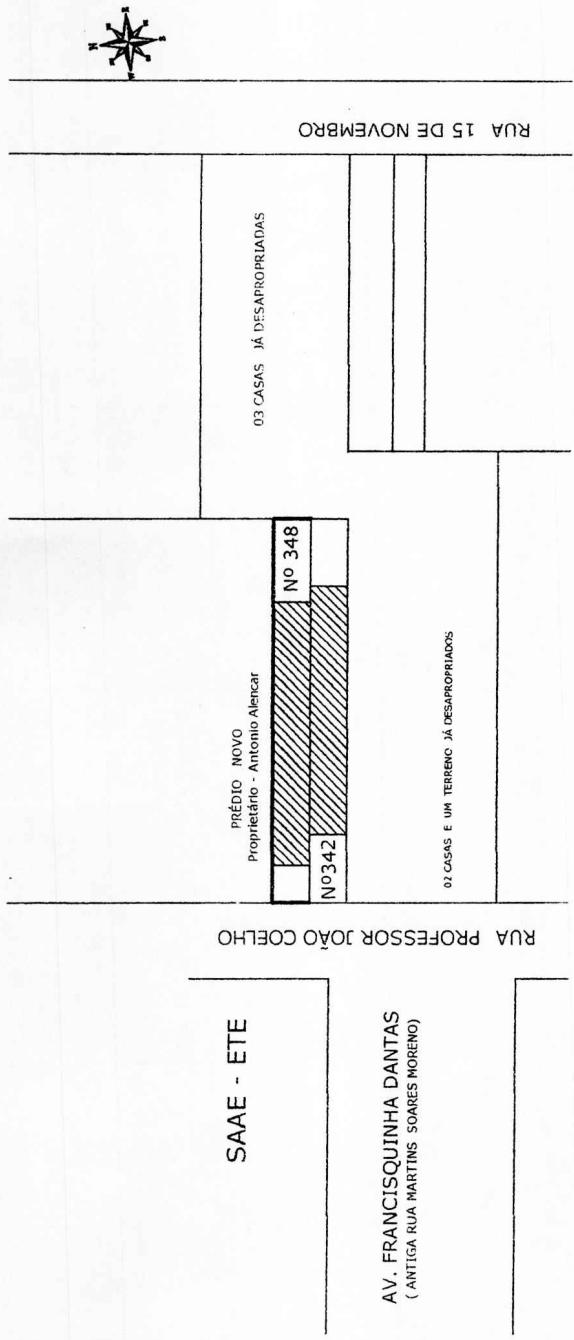 SAAE - ETE
AV. FRANCISQUINHA DANTAS
( ANTIGA RUA MARTINS SOARES MORENO)
RUA PROFESSOR JOÃO COELHO
PRÉDIO NOVO
Proprietário - Antonio Alencar
Nº 348
Nº342
02 CASAS E UM TERRENO JÁ DESAPROPRIADOS
03 CASAS JÁ DESAPROPRIADAS
RUA 15 DE NOVEMBRO
N
S
W